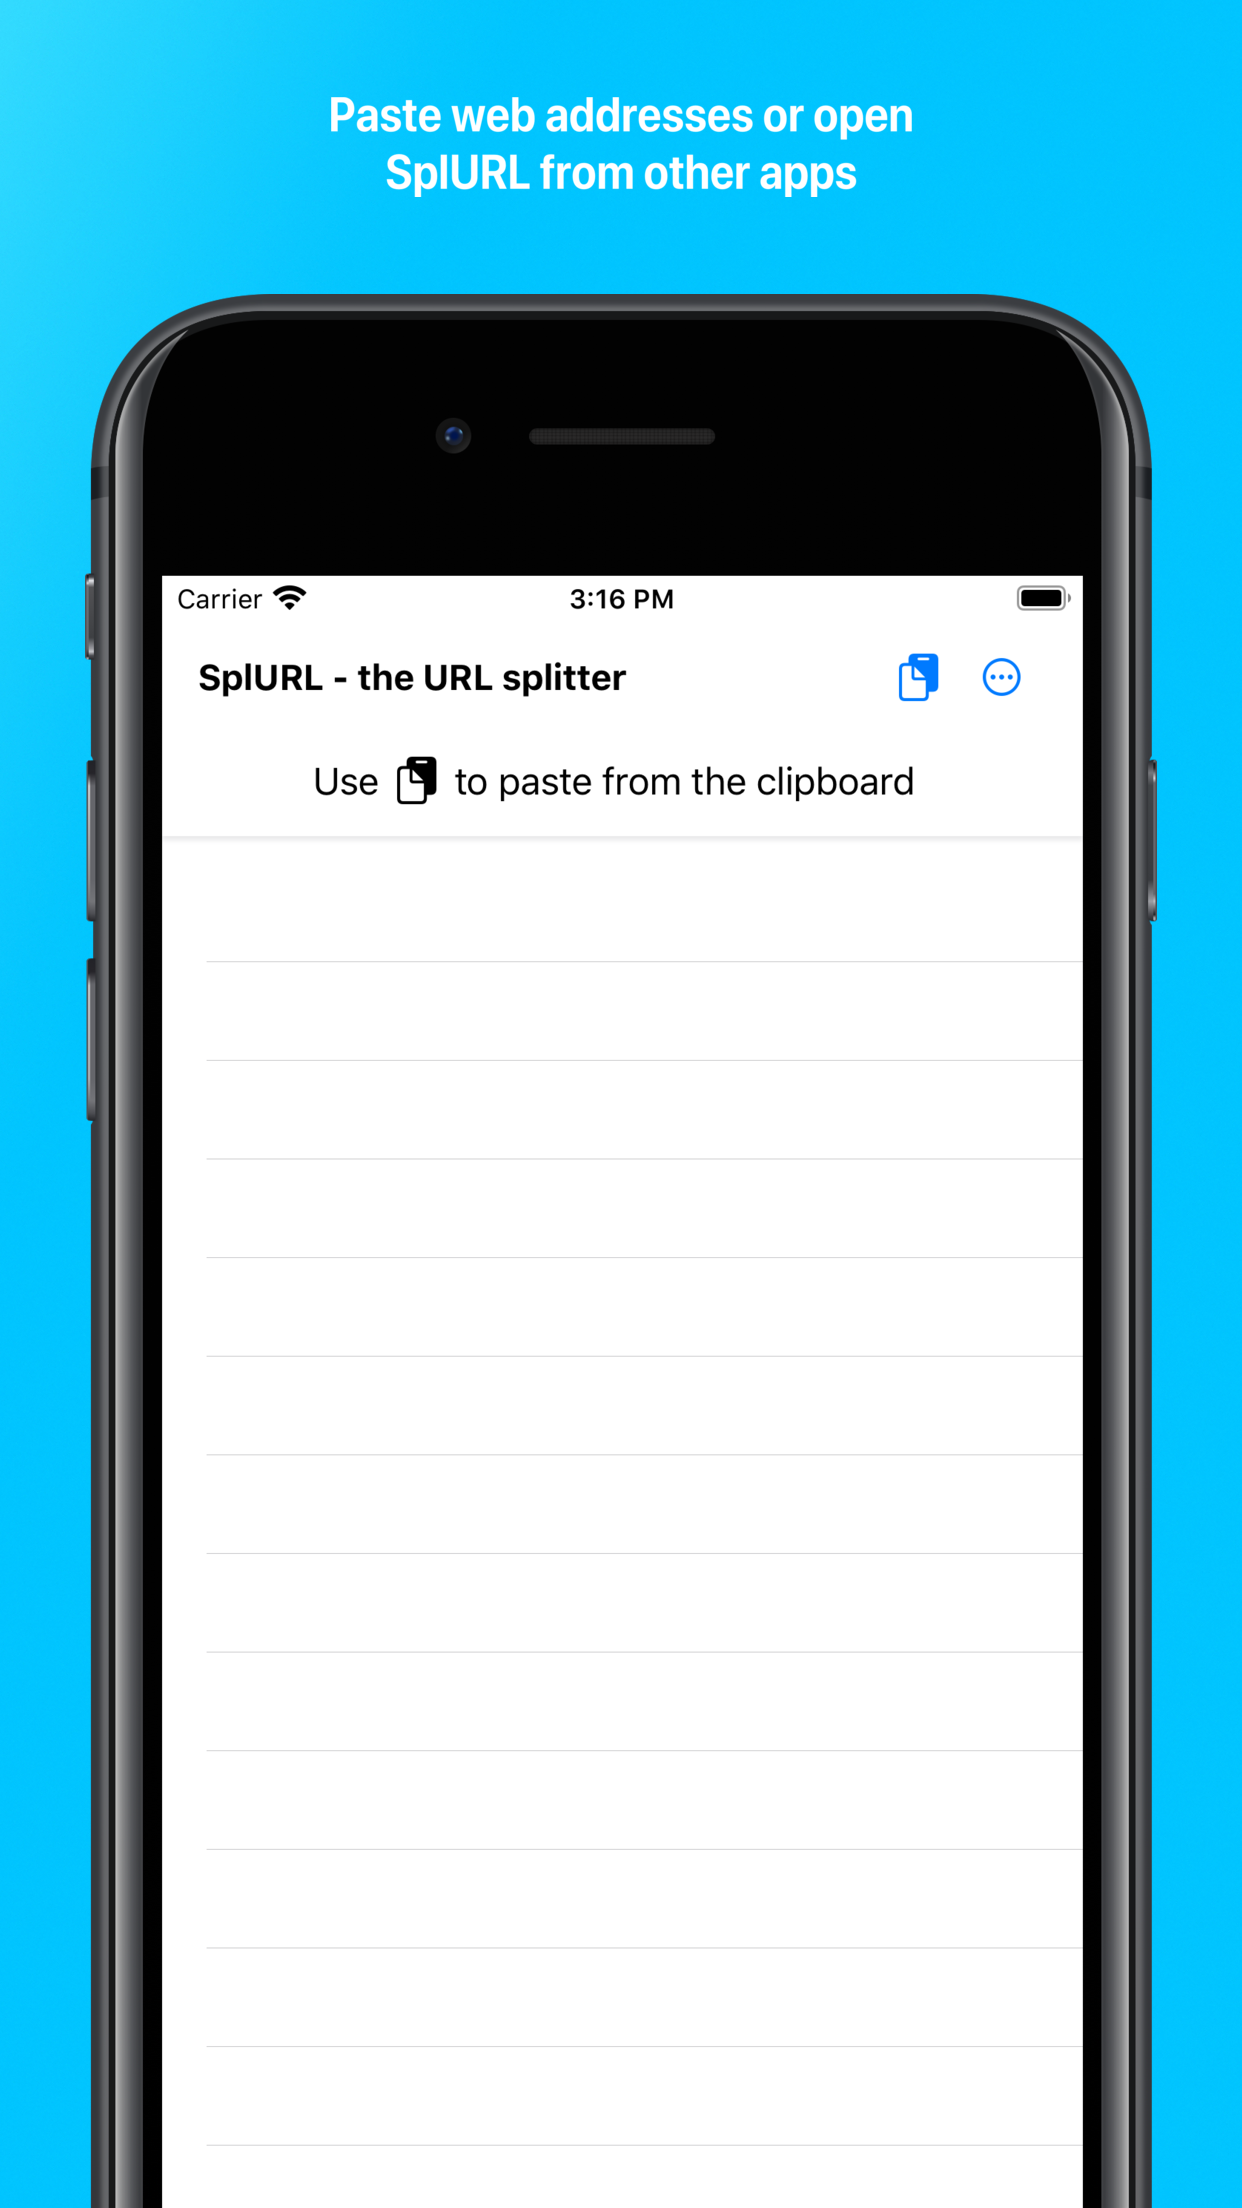 Paste web addresses or open
SplURL from other apps
Carrier 3:16 PM
SplURL - the URL splitter
Use to paste from the clipboard